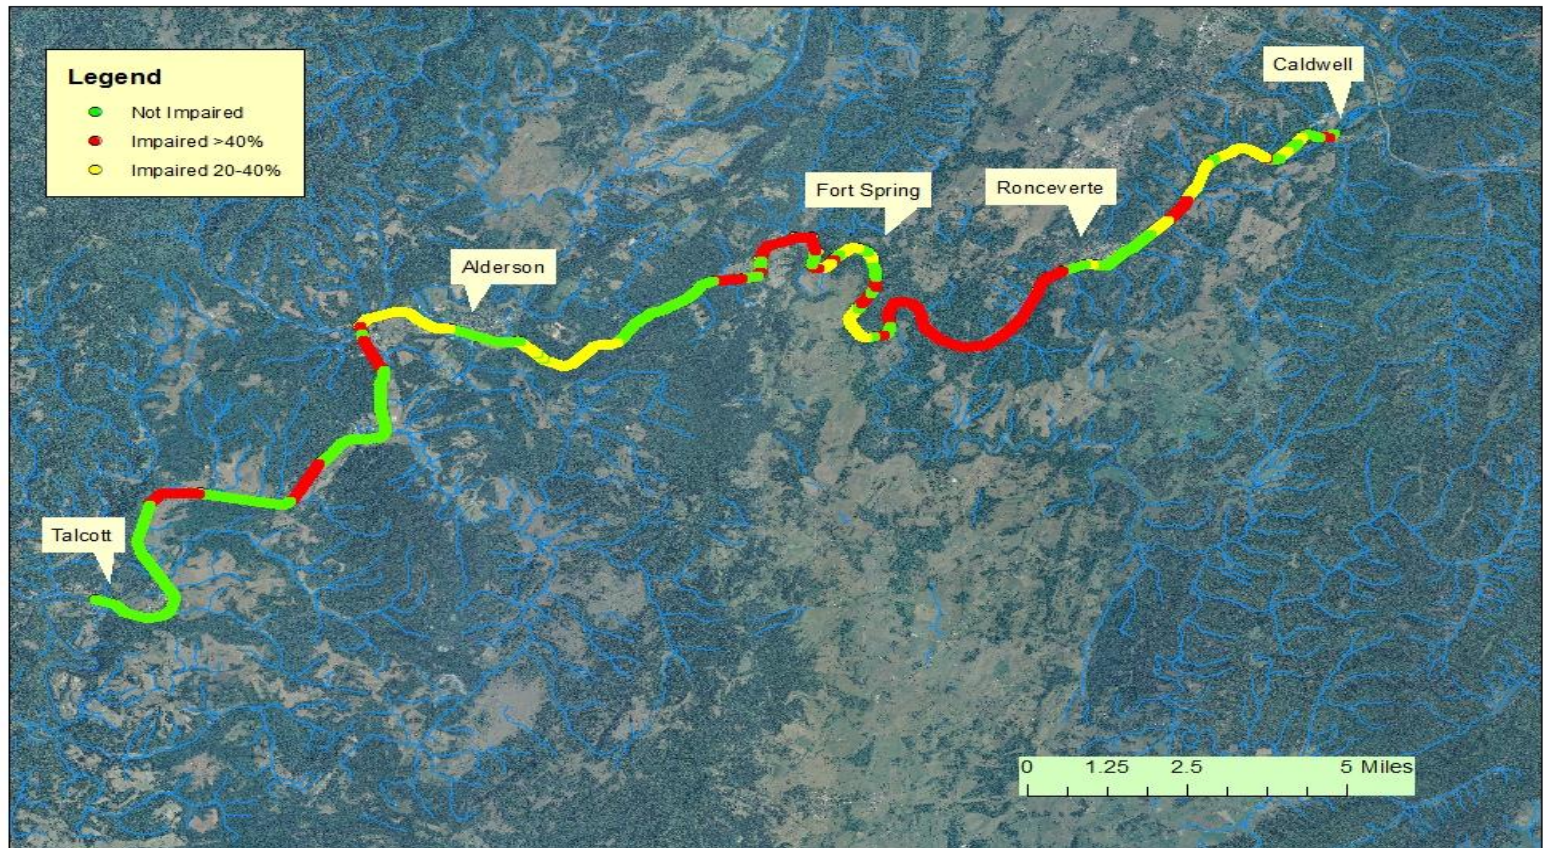 Legend
Not Impaired
Impaired >40%
Impaired 20-40%
Caldwell
Fort Spring
Ronceverte
Alderson
Talcott
0 1.25 2.5 5 Miles